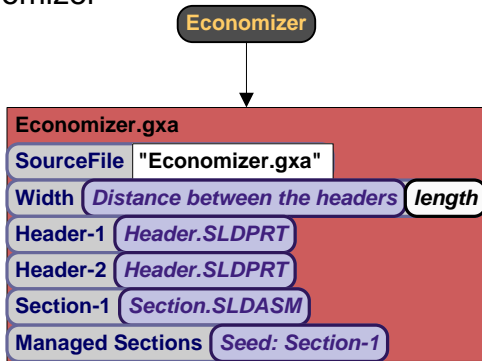 Economizer
Economizer.gxa
SourceFile "Economizer.gxa"
Width Distance between the headers length
Header-1 Header.SLDPRT
Header-2 Header.SLDPRT
Section-1 Section.SLDASM
Managed Sections Seed: Section-1